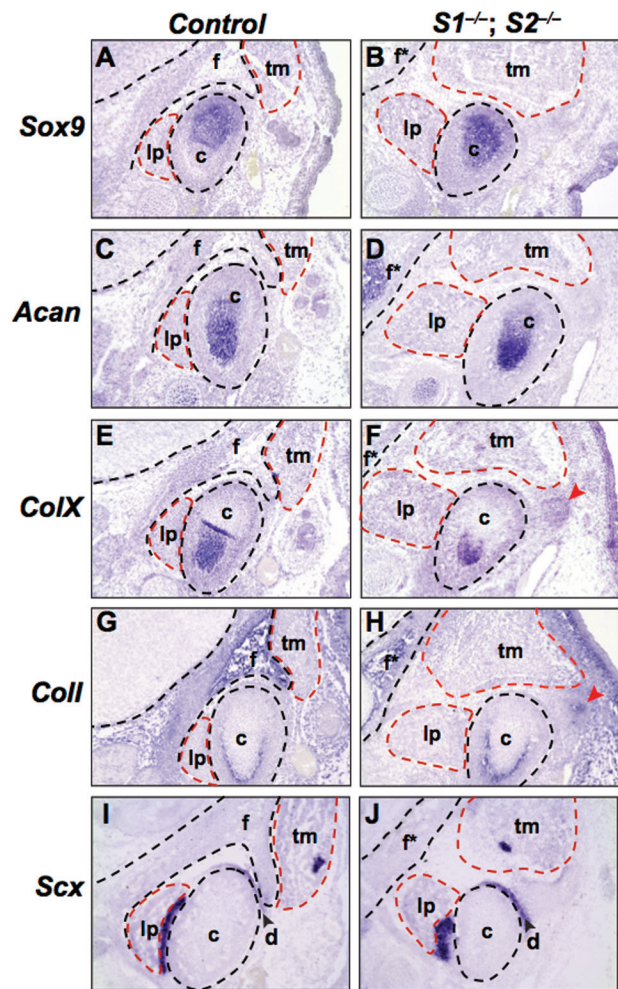 Control S1–/–; S2–/–
Sox9
A f tm lp c
B f* tm lp c
Acan
C f tm c lp
D f* tm c lp
ColX
E f tm c lp
F f* tm lp c
ColI
G f tm lp c
H f* tm lp c
Scx
I f tm lp c d
J f* tm lp c d